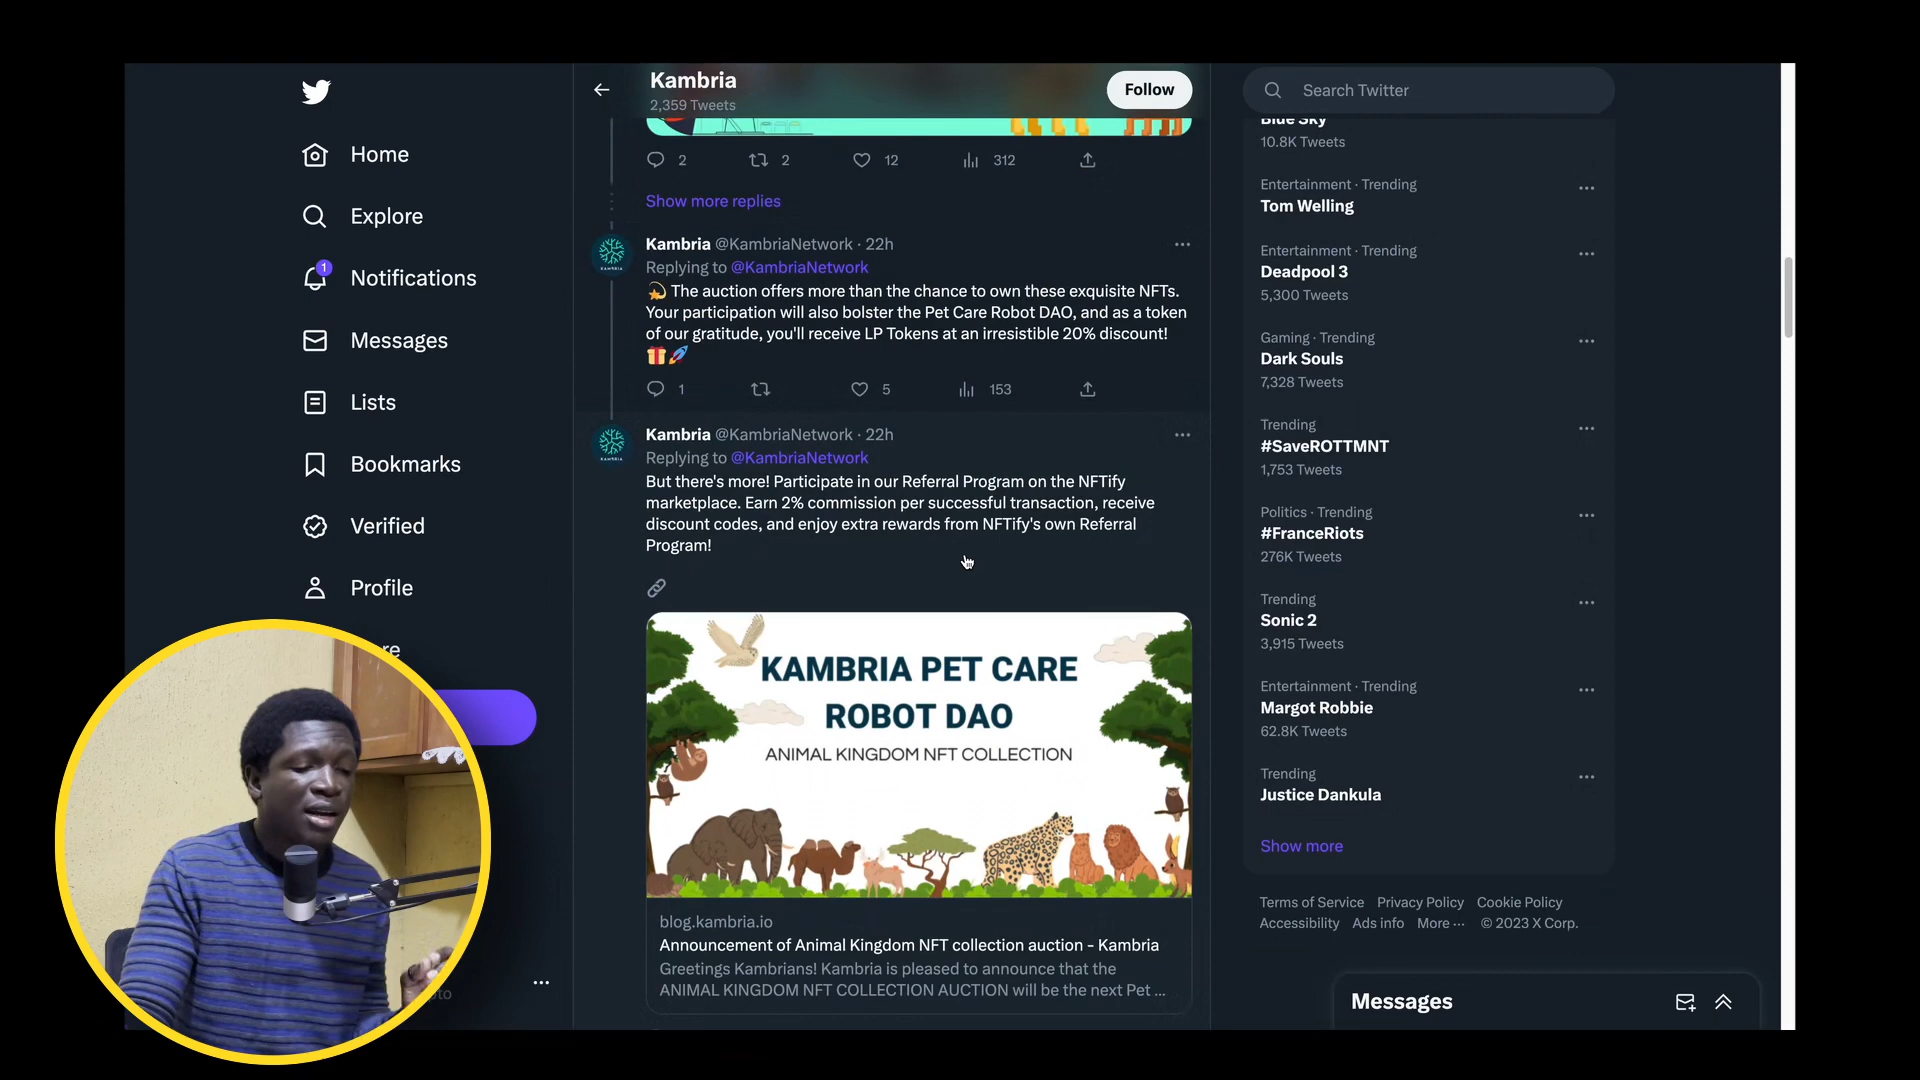 Home
Explore
1
Notifications
Messages
Lists
Bookmarks
Verified
Profile
Kambria
2,359 Tweets
Follow
2 2 12 312
Show more replies
Kambria @KambriaNetwork · 22h
Replying to @KambriaNetwork
💫 The auction offers more than the chance to own these exquisite NFTs.
Your participation will also bolster the Pet Care Robot DAO, and as a token
of our gratitude, you'll receive LP Tokens at an irresistible 20% discount!
🎁🚀
1 5 153
Kambria @KambriaNetwork · 22h
Replying to @KambriaNetwork
But there's more! Participate in our Referral Program on the NFTify
marketplace. Earn 2% commission per successful transaction, receive
discount codes, and enjoy extra rewards from NFTify's own Referral
Program!
KAMBRIA PET CARE
ROBOT DAO
ANIMAL KINGDOM NFT COLLECTION
blog.kambria.io
Announcement of Animal Kingdom NFT collection auction - Kambria
Greetings Kambrians! Kambria is pleased to announce that the
ANIMAL KINGDOM NFT COLLECTION AUCTION will be the next Pet ...
Search Twitter
Blue Sky
10.8K Tweets
Entertainment · Trending
Tom Welling
Entertainment · Trending
Deadpool 3
5,300 Tweets
Gaming · Trending
Dark Souls
7,328 Tweets
Trending
#SaveROTTMNT
1,753 Tweets
Politics · Trending
#FranceRiots
276K Tweets
Trending
Sonic 2
3,915 Tweets
Entertainment · Trending
Margot Robbie
62.8K Tweets
Trending
Justice Dankula
Show more
Terms of Service Privacy Policy Cookie Policy
Accessibility Ads info More ··· © 2023 X Corp.
Messages